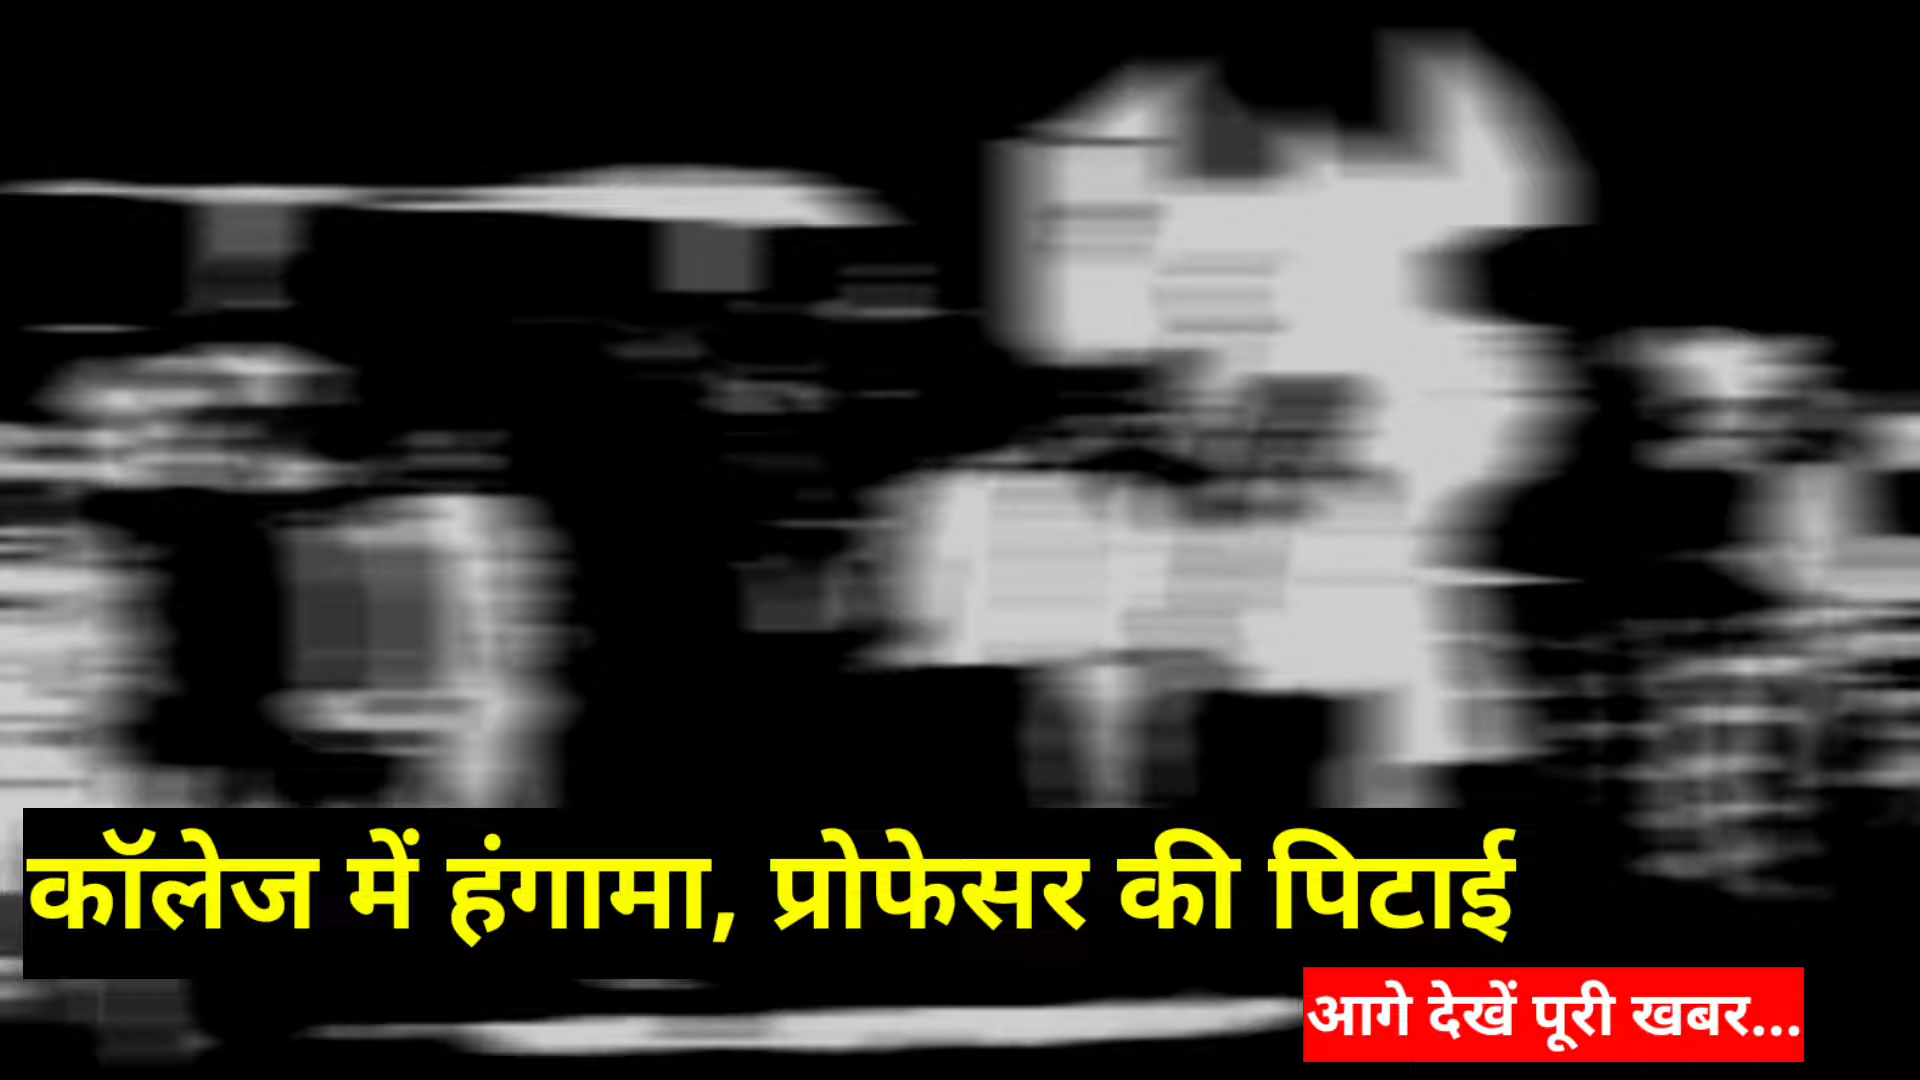 कॉलेज में हंगामा, प्रोफेसर की पिटाई
आगे देखें पूरी खबर...